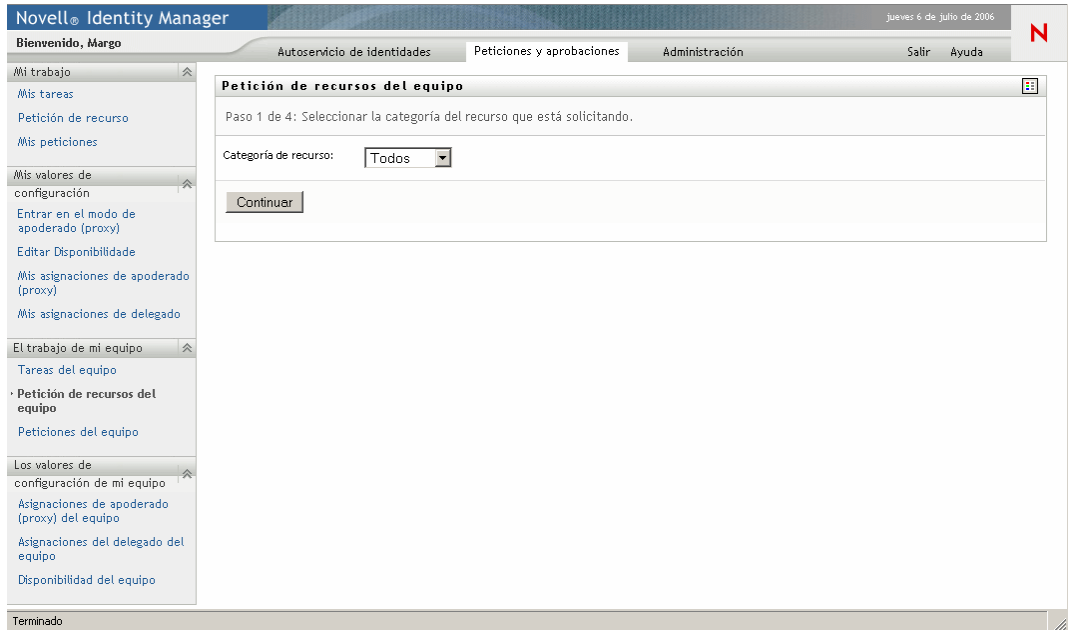 Novell® Identity Manager
jueves 6 de julio de 2006
N
Bienvenido, Margo
Autoservicio de identidades
Peticiones y aprobaciones
Administración
Salir
Ayuda
Mi trabajo
Mis tareas
Petición de recurso
Mis peticiones
Mis valores de
configuración
Entrar en el modo de
apoderado (proxy)
Editar Disponibilidade
Mis asignaciones de apoderado
(proxy)
Mis asignaciones de delegado
El trabajo de mi equipo
Tareas del equipo
Petición de recursos del
equipo
Peticiones del equipo
Los valores de
configuración de mi equipo
Asignaciones de apoderado
(proxy) del equipo
Asignaciones del delegado del
equipo
Disponibilidad del equipo
Petición de recursos del equipo
Paso 1 de 4: Seleccionar la categoría del recurso que está solicitando.
Categoría de recurso:
Todos
Continuar
Terminado